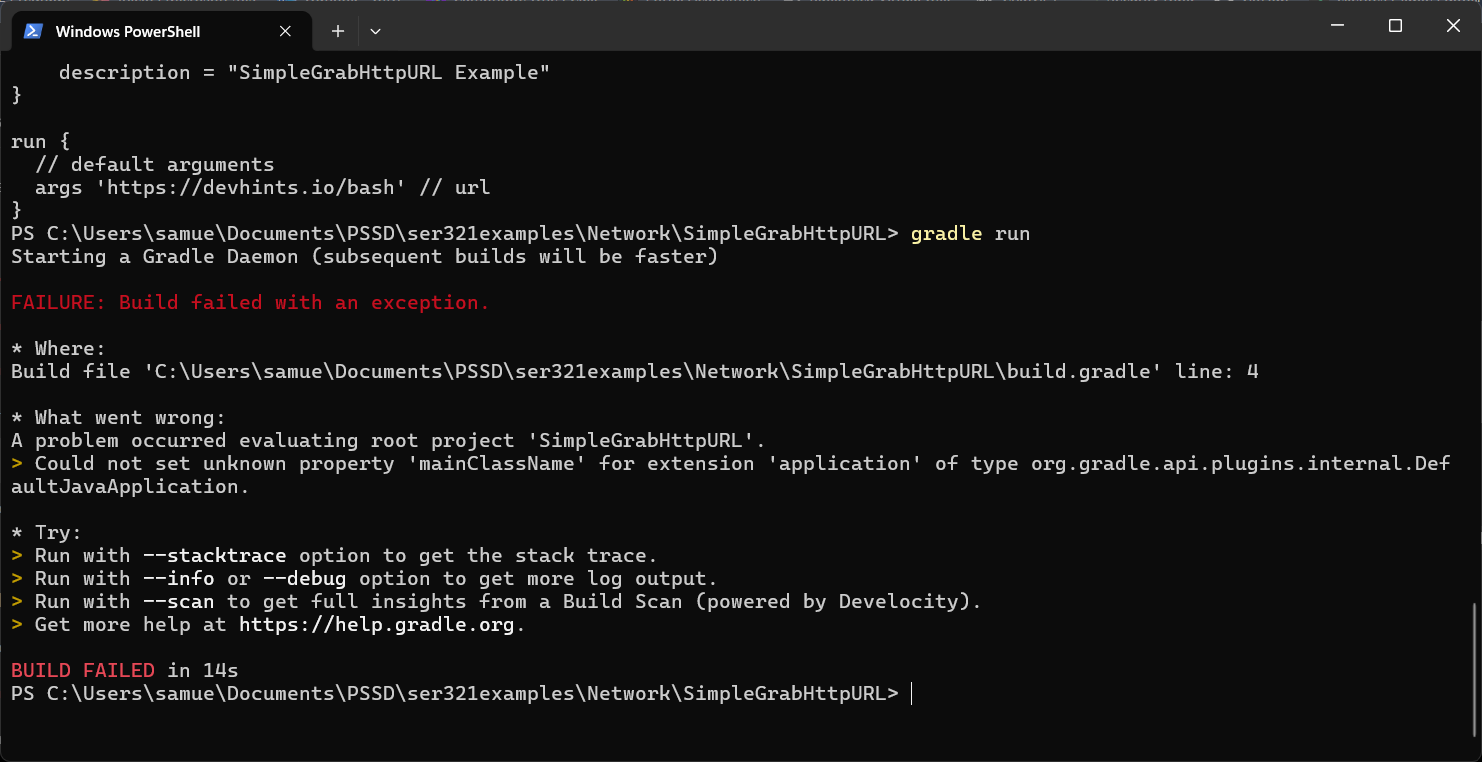 Windows PowerShell
    description = "SimpleGrabHttpURL Example"
}
run {
  // default arguments
  args 'https://devhints.io/bash' // url
}
PS C:\Users\samue\Documents\PSSD\ser321examples\Network\SimpleGrabHttpURL> gradle run
Starting a Gradle Daemon (subsequent builds will be faster)
FAILURE: Build failed with an exception.
* Where:
Build file 'C:\Users\samue\Documents\PSSD\ser321examples\Network\SimpleGrabHttpURL\build.gradle' line: 4
* What went wrong:
A problem occurred evaluating root project 'SimpleGrabHttpURL'.
> Could not set unknown property 'mainClassName' for extension 'application' of type org.gradle.api.plugins.internal.Def
aultJavaApplication.
* Try:
> Run with --stacktrace option to get the stack trace.
> Run with --info or --debug option to get more log output.
> Run with --scan to get full insights from a Build Scan (powered by Develocity).
> Get more help at https://help.gradle.org.
BUILD FAILED in 14s
PS C:\Users\samue\Documents\PSSD\ser321examples\Network\SimpleGrabHttpURL>